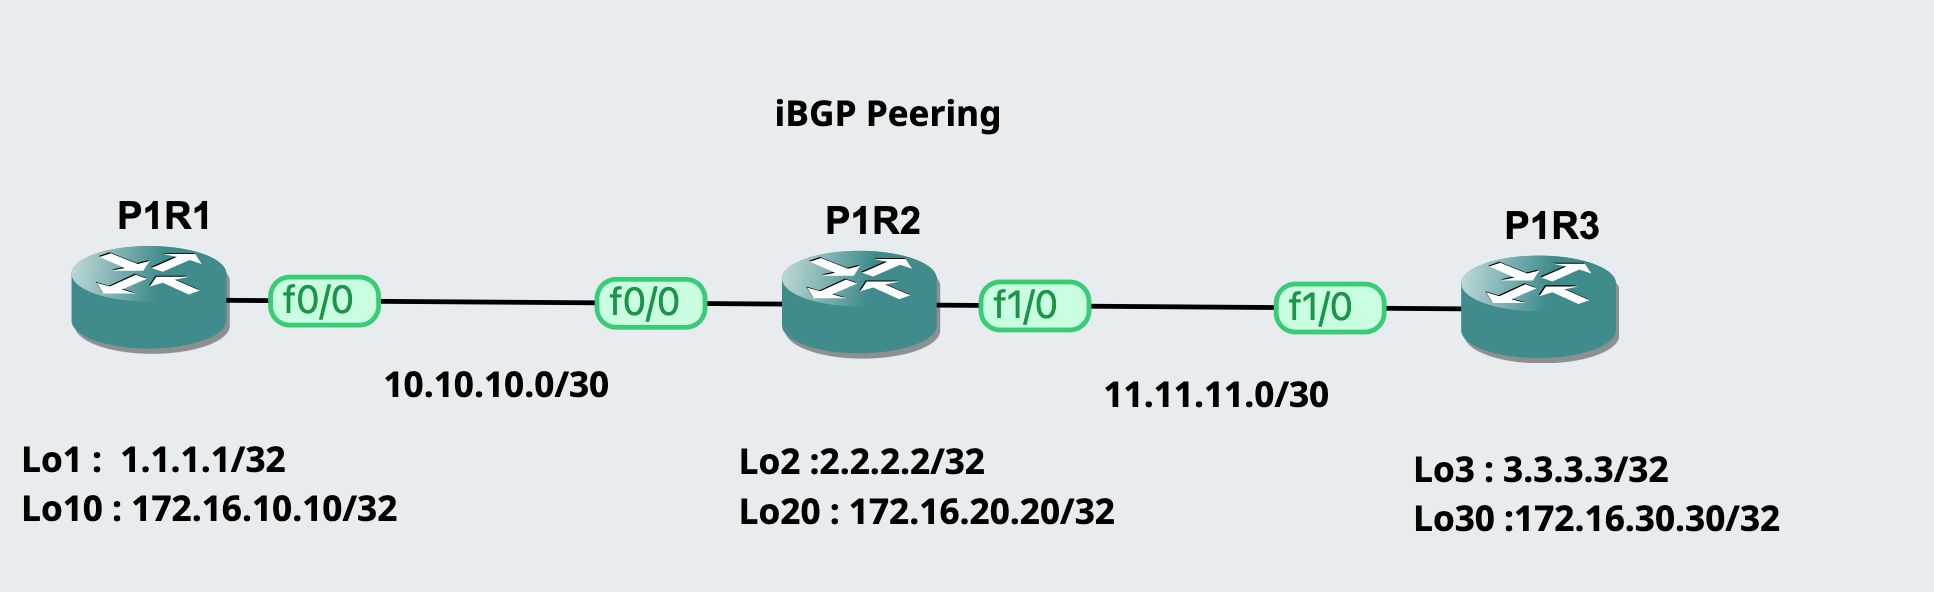 iBGP Peering
P1R1
P1R2
P1R3
f0/0
f0/0
f1/0
f1/0
10.10.10.0/30
11.11.11.0/30
Lo1 :  1.1.1.1/32
Lo10 : 172.16.10.10/32
Lo2 :2.2.2.2/32
Lo20 : 172.16.20.20/32
Lo3 : 3.3.3.3/32
Lo30 :172.16.30.30/32